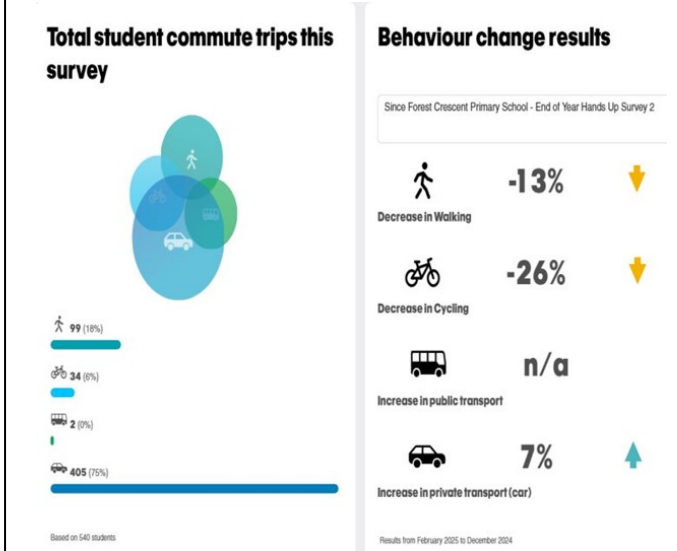 Total student commute trips this
survey
99 (18%)
34 (6%)
2 (0%)
405 (75%)
Based on 540 students
Behaviour change results
Since Forest Crescent Primary School - End of Year Hands Up Survey 2
-13%
Decrease in Walking
-26%
Decrease in Cycling
n/a
Increase in public transport
7%
Increase in private transport (car)
Results from February 2025 to December 2024